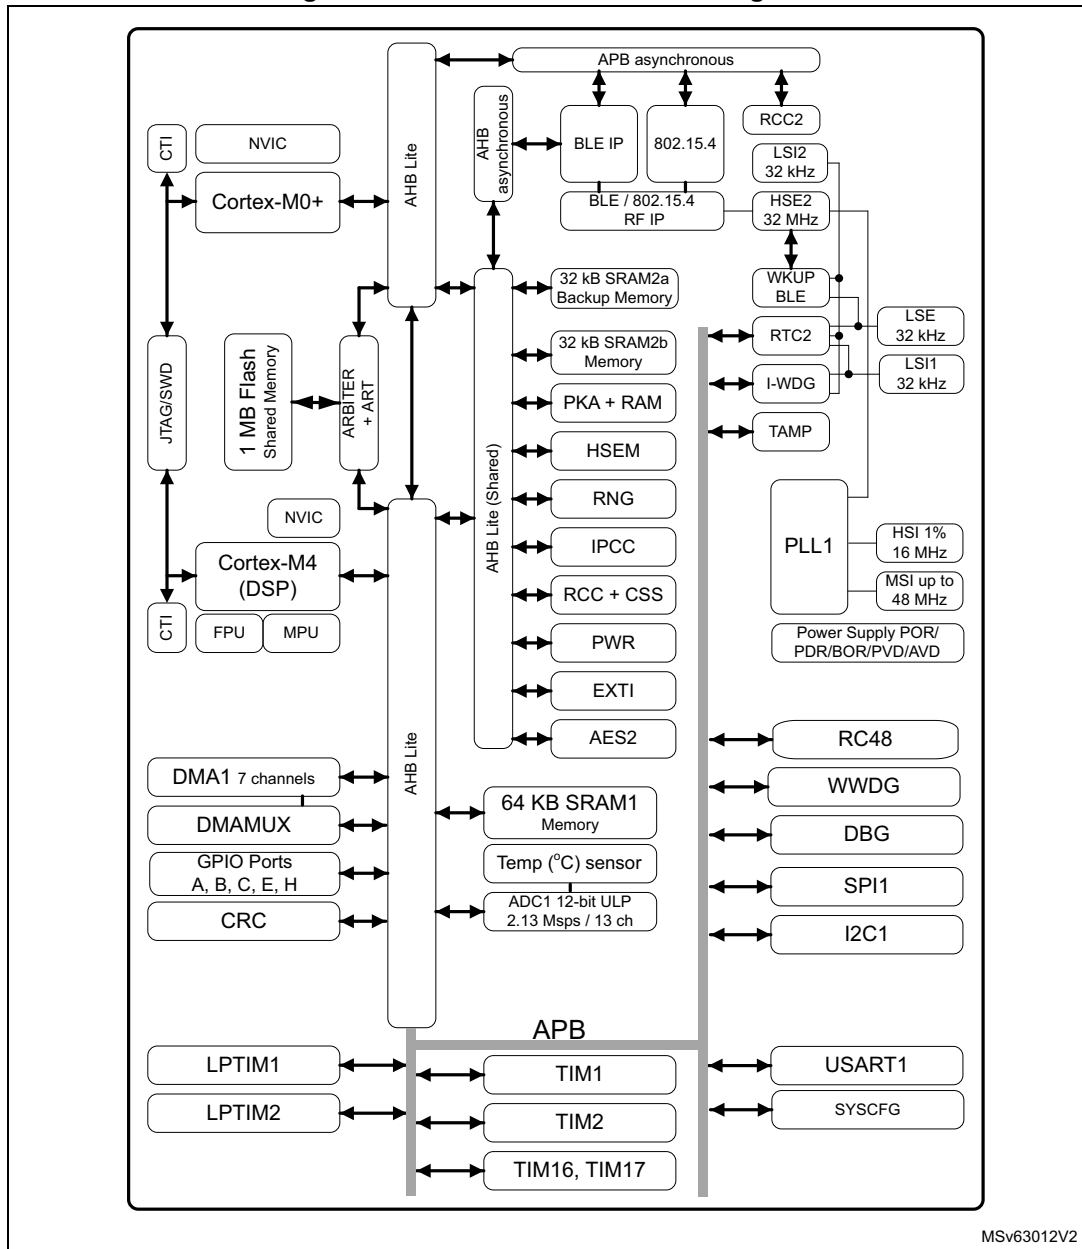 APB asynchronous
AHB Lite
AHB
asynchronous
BLE IP
802.15.4
RCC2
CTI
NVIC
LSI2
32 kHz
Cortex-M0+
BLE / 802.15.4
RF IP
HSE2
32 MHz
32 kB SRAM2a
Backup Memory
WKUP
BLE
LSE
32 kHz
RTC2
32 kB SRAM2b
Memory
LSI1
32 kHz
I-WDG
JTAG/SWD
1 MB Flash
Shared Memory
ARBITER
+ ART
PKA + RAM
TAMP
HSEM
AHB Lite (Shared)
RNG
NVIC
IPCC
PLL1
HSI 1%
16 MHz
Cortex-M4
(DSP)
RCC + CSS
MSI up to
48 MHz
CTI
FPU
MPU
PWR
Power Supply POR/
PDR/BOR/PVD/AVD
EXTI
AES2
RC48
AHB Lite
DMA1 7 channels
WWDG
64 KB SRAM1
Memory
DMAMUX
DBG
GPIO Ports
A, B, C, E, H
Temp (°C) sensor
SPI1
CRC
ADC1 12-bit ULP
2.13 Msps / 13 ch
I2C1
APB
LPTIM1
TIM1
USART1
LPTIM2
TIM2
SYSCFG
TIM16, TIM17
MSv63012V2